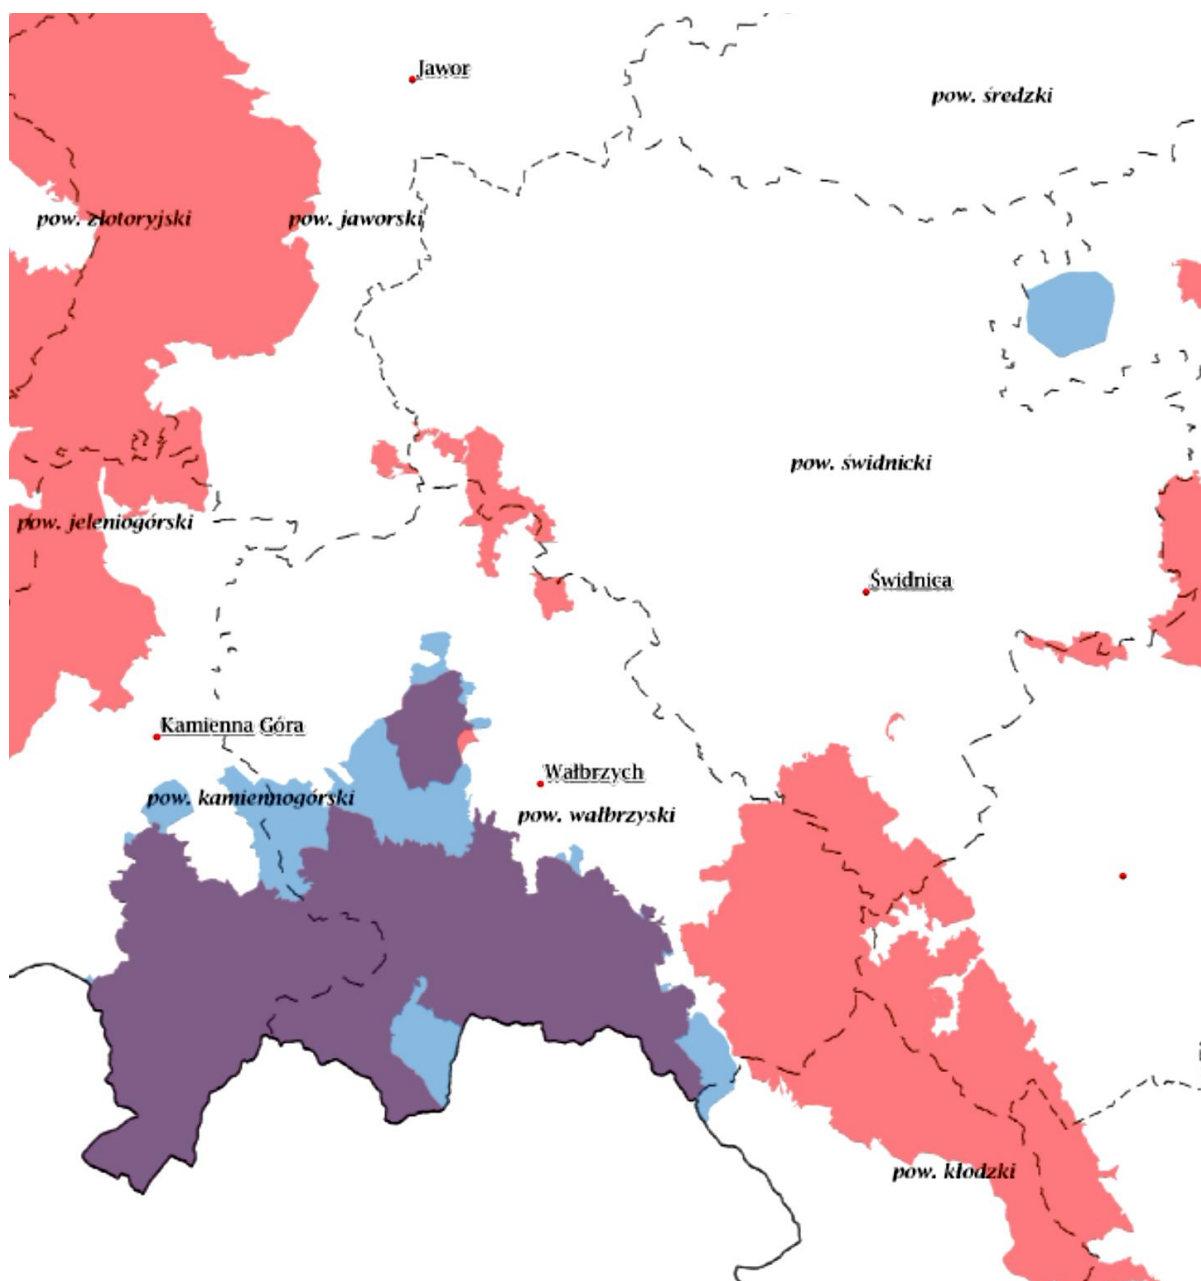 Jawor
pow. średzki
pow. złotoryjski
pow. jaworski
pow. świdnicki
pow. jeleniogórski
Świdnica
Kamienna Góra
Wałbrzych
pow. kamiennogórski
pow. wałbrzyski
pow. kłodzki